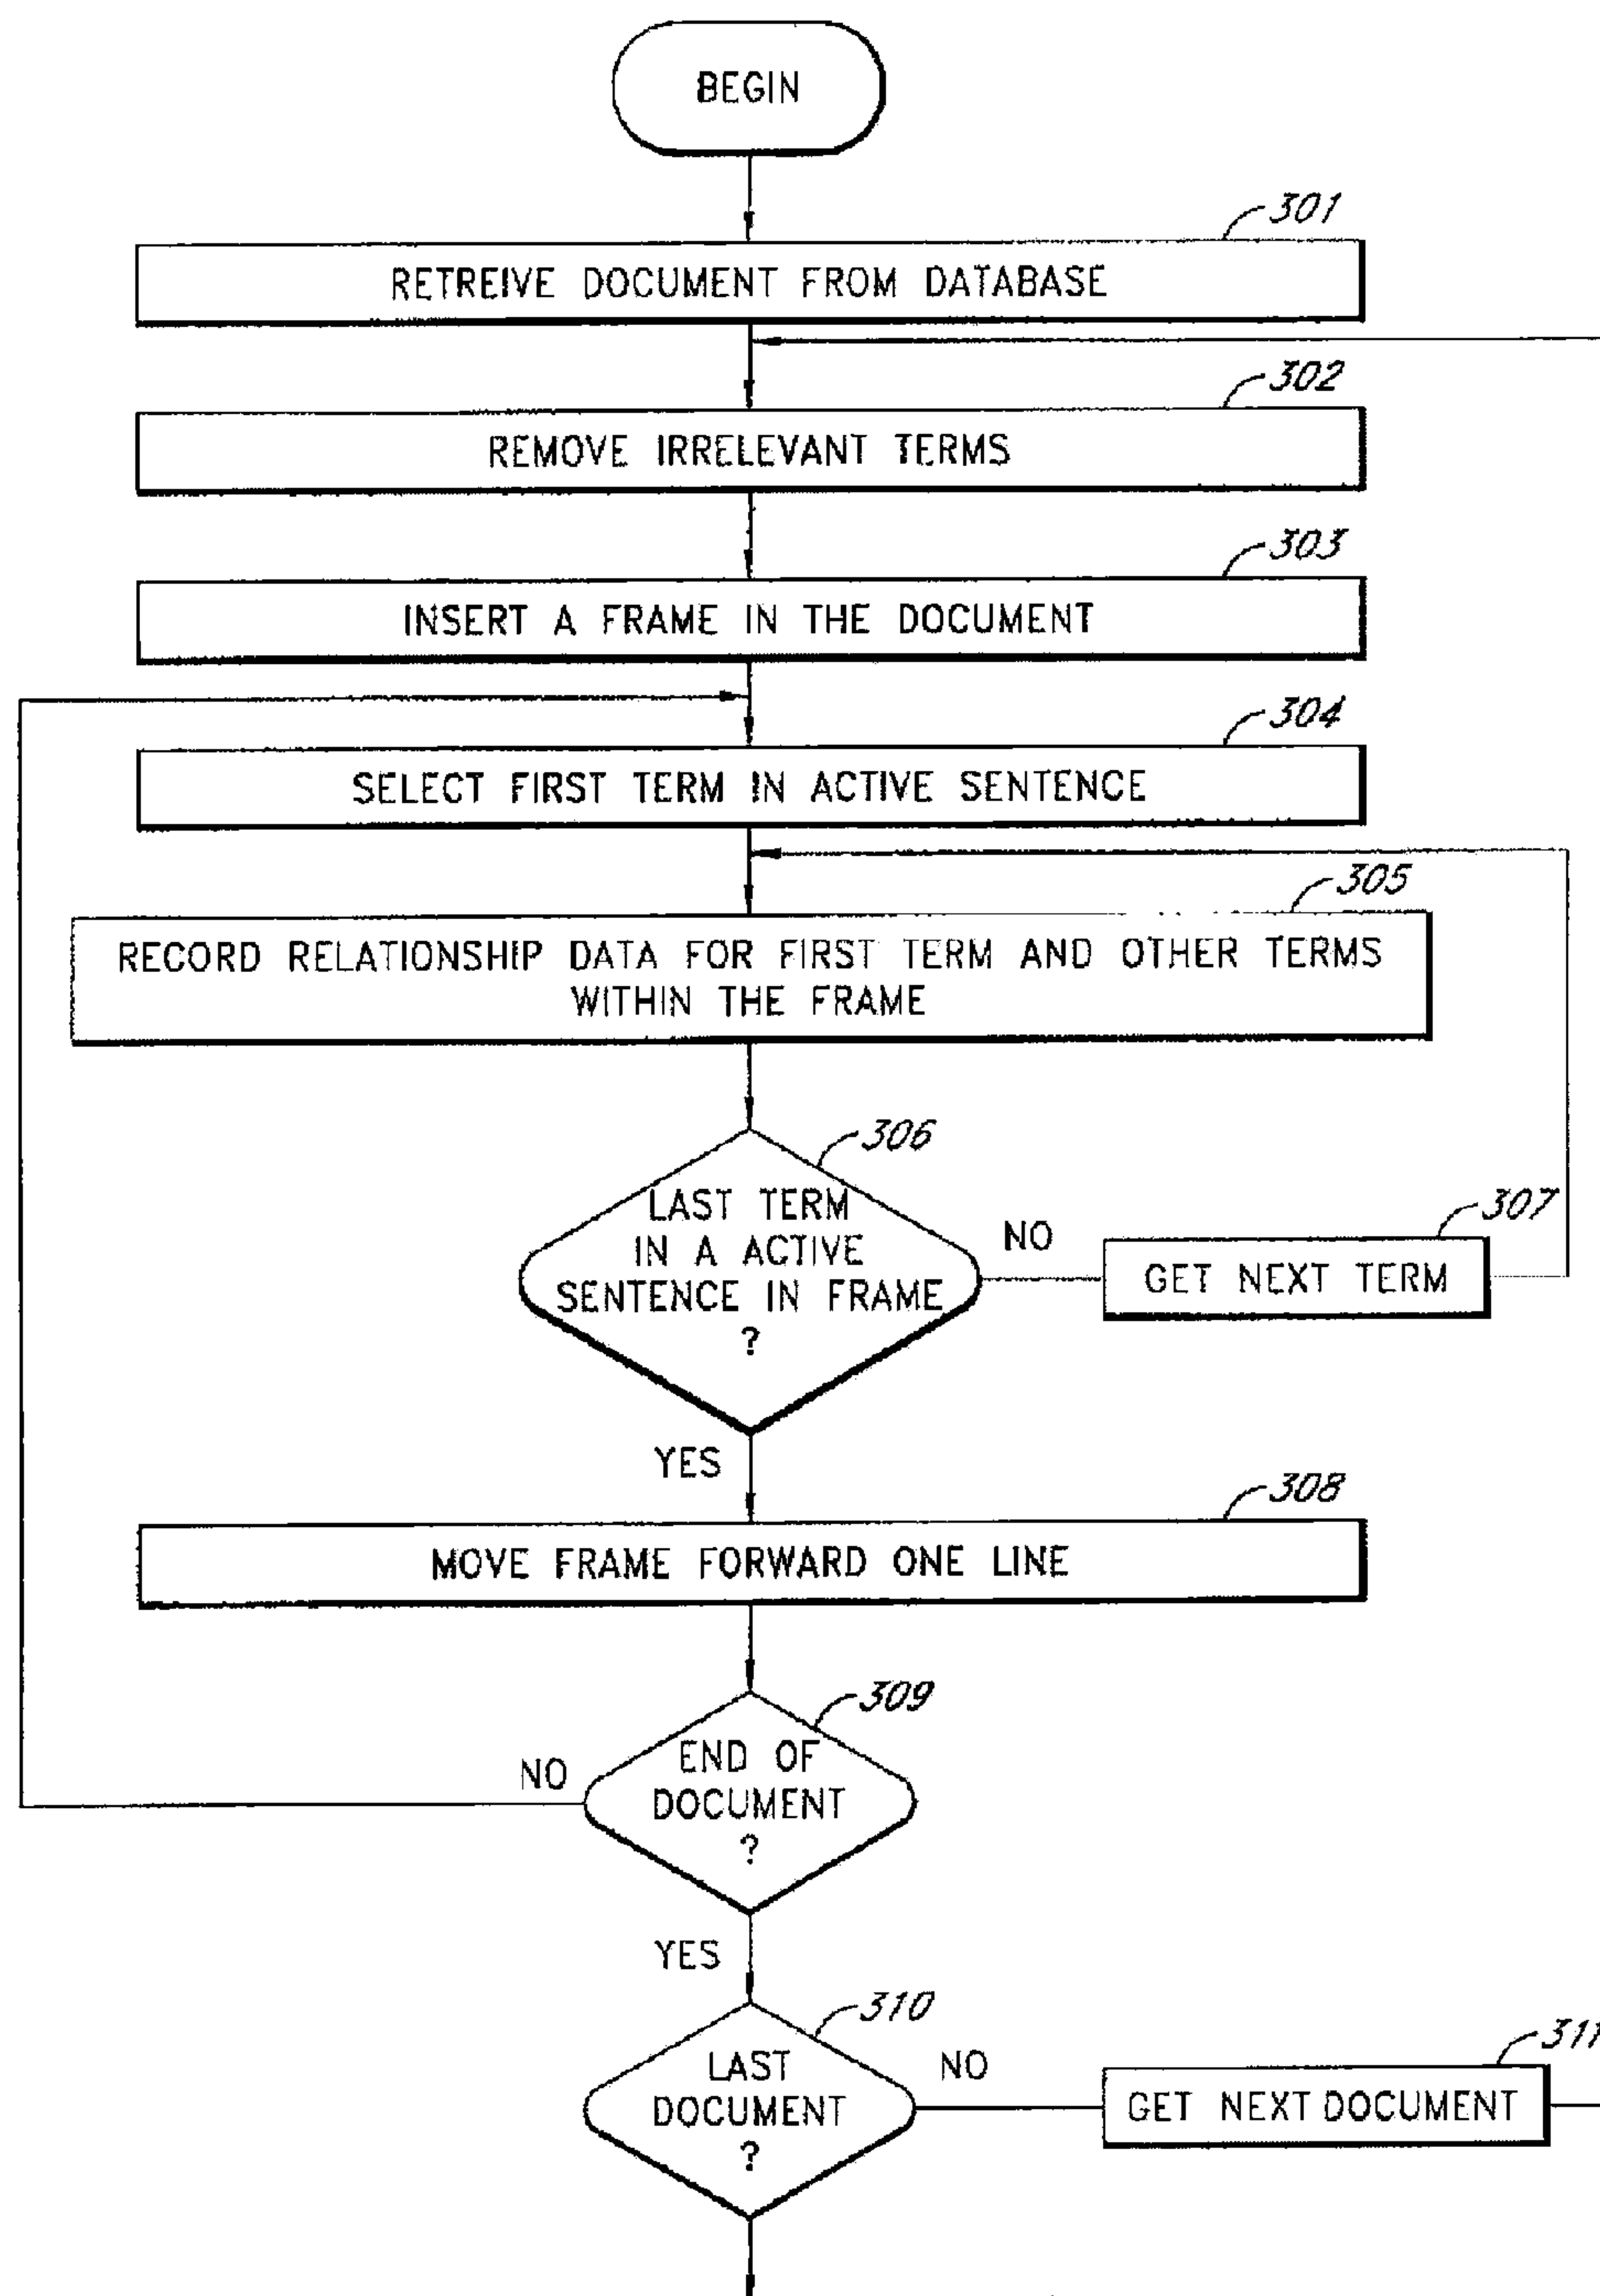 BEGIN
301
RETREIVE DOCUMENT FROM DATABASE
302
REMOVE IRRELEVANT TERMS
303
INSERT A FRAME IN THE DOCUMENT
304
SELECT FIRST TERM IN ACTIVE SENTENCE
305
RECORD RELATIONSHIP DATA FOR FIRST TERM AND OTHER TERMS
WITHIN THE FRAME
306
LAST TERM
IN A ACTIVE
SENTENCE IN FRAME
?
NO
307
GET NEXT TERM
YES
308
MOVE FRAME FORWARD ONE LINE
309
END OF
DOCUMENT
?
NO
YES
310
LAST
DOCUMENT
?
NO
311
GET NEXT DOCUMENT